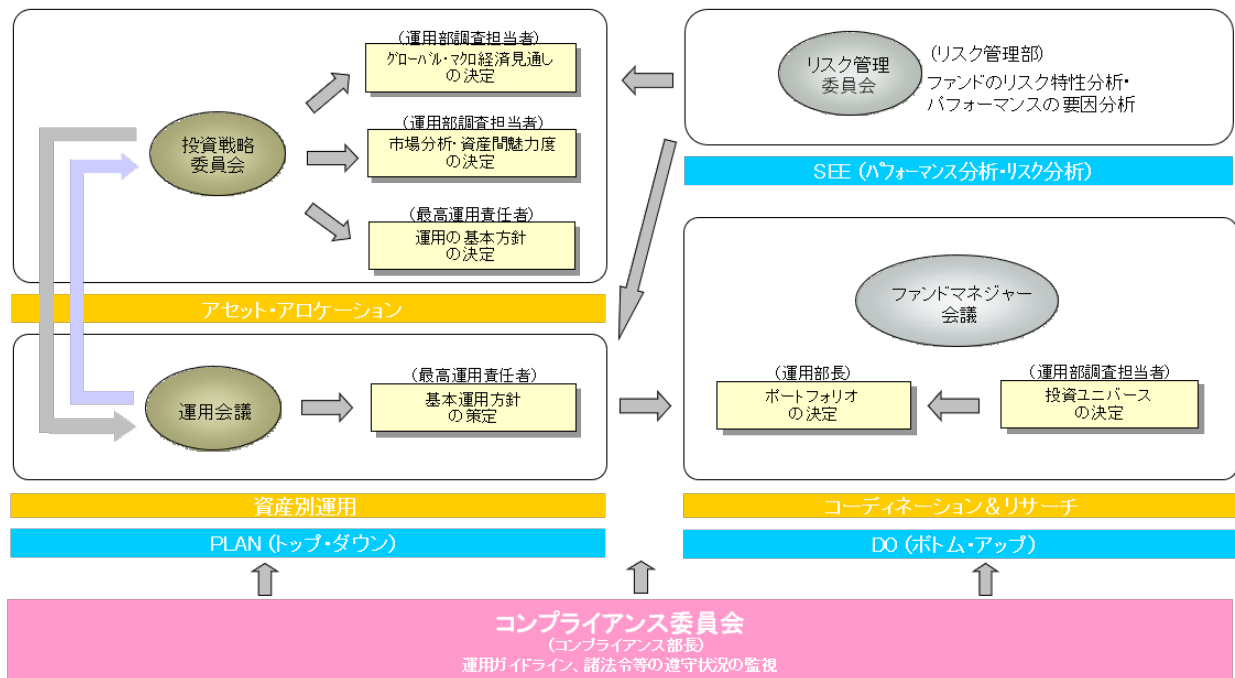 (運用部調査担当者)
グローバル・マクロ経済見通し
の決定
投資戦略
委員会
(運用部調査担当者)
市場分析・資産間魅力度
の決定
(最高運用責任者)
運用の基本方針
の決定
アセット・アロケーション
運用会議
(最高運用責任者)
基本運用方針
の策定
資産別運用
PLAN (トップ・ダウン)
リスク管理
委員会
(リスク管理部)
ファンドのリスク特性分析・
パフォーマンスの要因分析
SEE (パフォーマンス分析・リスク分析)
ファンドマネジャー
会議
(運用部長)
ポートフォリオ
の決定
(運用部調査担当者)
投資ユニバース
の決定
コーディネーション＆リサーチ
DO (ボトム・アップ)
コンプライアンス委員会
(コンプライアンス部長)
運用ガイドライン、諸法令等の遵守状況の監視